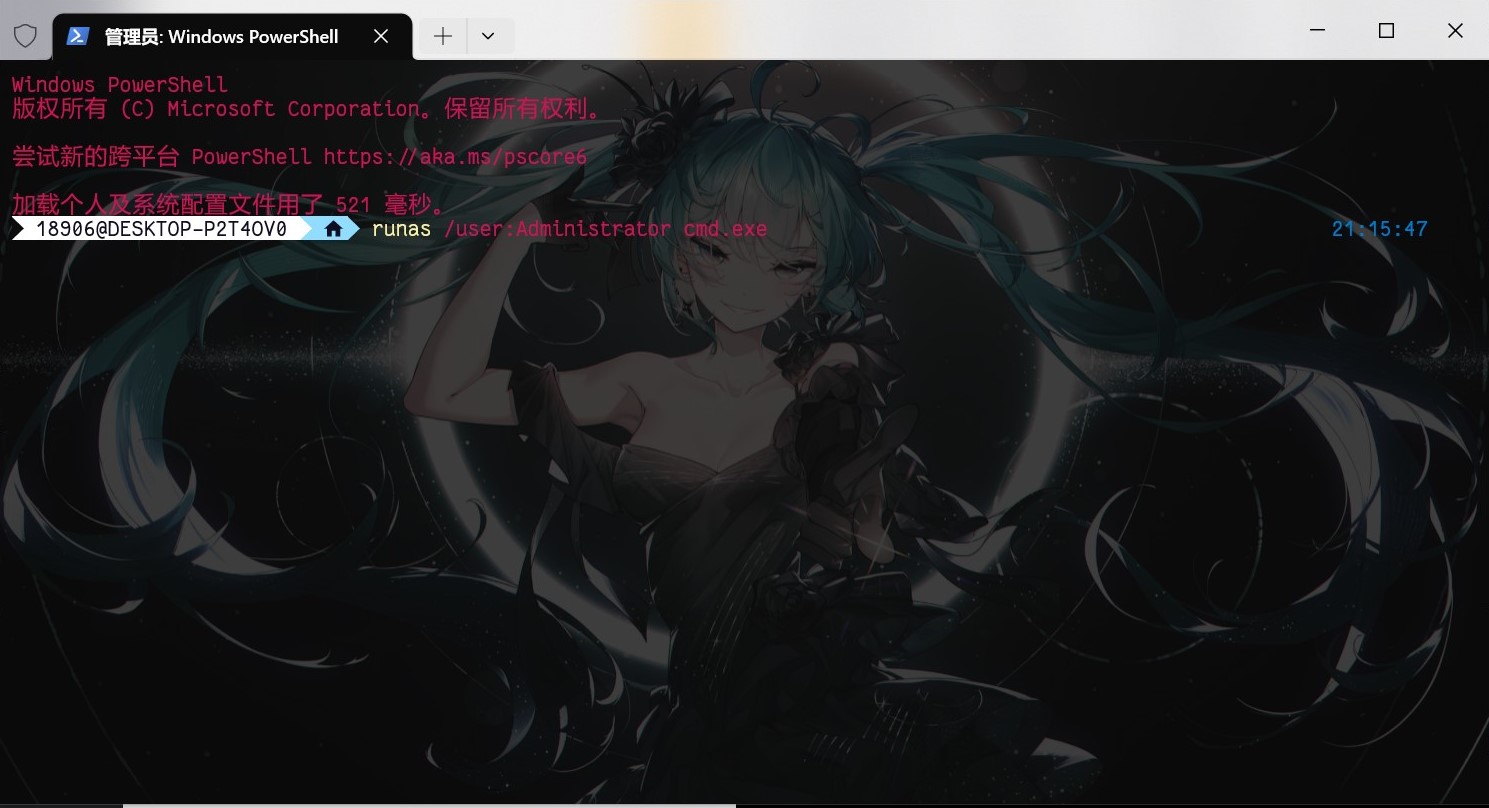 管理员: Windows PowerShell
Windows PowerShell
版权所有 (C) Microsoft Corporation。保留所有权利。
尝试新的跨平台 PowerShell https://aka.ms/pscore6
加载个人及系统配置文件用了 521 毫秒。
18906@DESKTOP-P2T4OV0 runas /user:Administrator cmd.exe 21:15:47